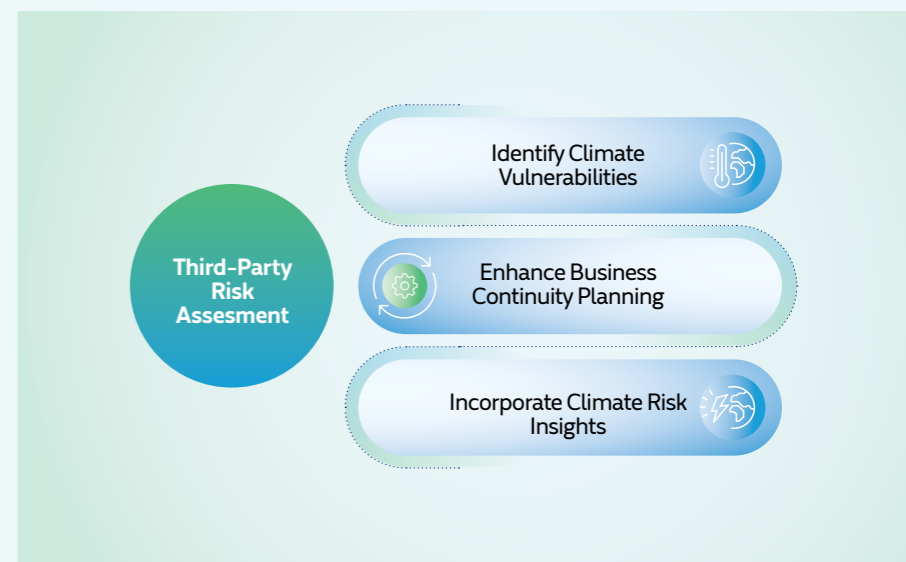 Third-Party
Risk
Assesment
Identify Climate
Vulnerabilities
Enhance Business
Continuity Planning
Incorporate Climate Risk
Insights